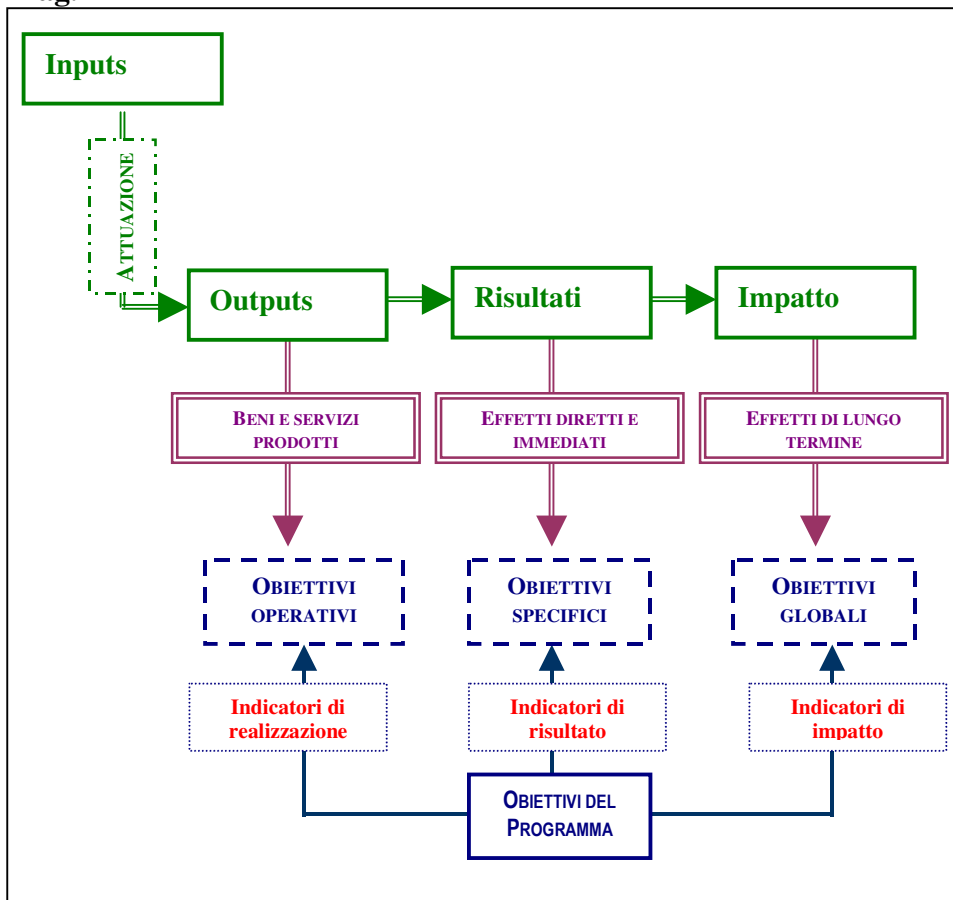 Inputs
ATTUAZIONE
Outputs
Risultati
Impatto
BENI E SERVIZI
PRODOTTI
EFFETTI DIRETTI E
IMMEDIATI
EFFETTI DI LUNGO
TERMINE
OBIETTIVI
OPERATIVI
OBIETTIVI
SPECIFICI
OBIETTIVI
GLOBALI
Indicatori di
realizzazione
Indicatori di
risultato
Indicatori di
impatto
OBIETTIVI DEL
PROGRAMMA